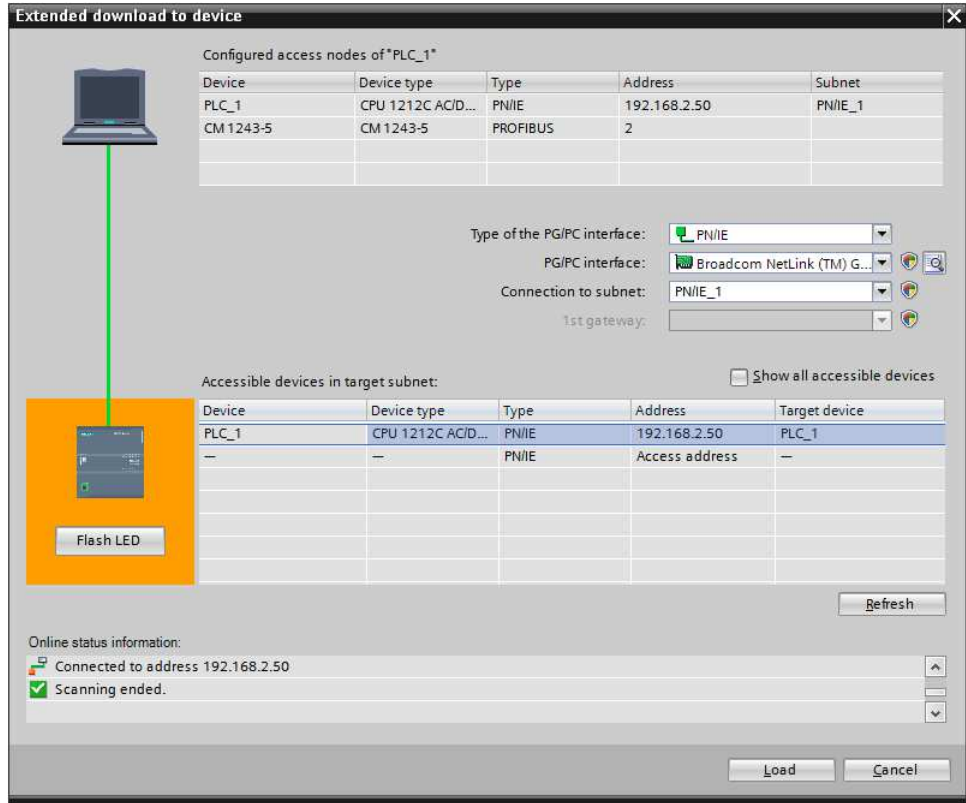 Extended download to device
Configured access nodes of "PLC_1"
Device Device type Type Address Subnet
PLC_1 CPU 1212C AC/D... PN/IE 192.168.2.50 PN/IE_1
CM 1243-5 CM 1243-5 PROFIBUS 2
Type of the PG/PC interface: PN/IE
PG/PC interface: Broadcom NetLink (TM) G...
Connection to subnet: PN/IE_1
1st gateway:
Accessible devices in target subnet: Show all accessible devices
Device Device type Type Address Target device
PLC_1 CPU 1212C AC/D... PN/IE 192.168.2.50 PLC_1
— — PN/IE Access address —
Flash LED
Refresh
Online status information:
Connected to address 192.168.2.50
Scanning ended.
Load Cancel